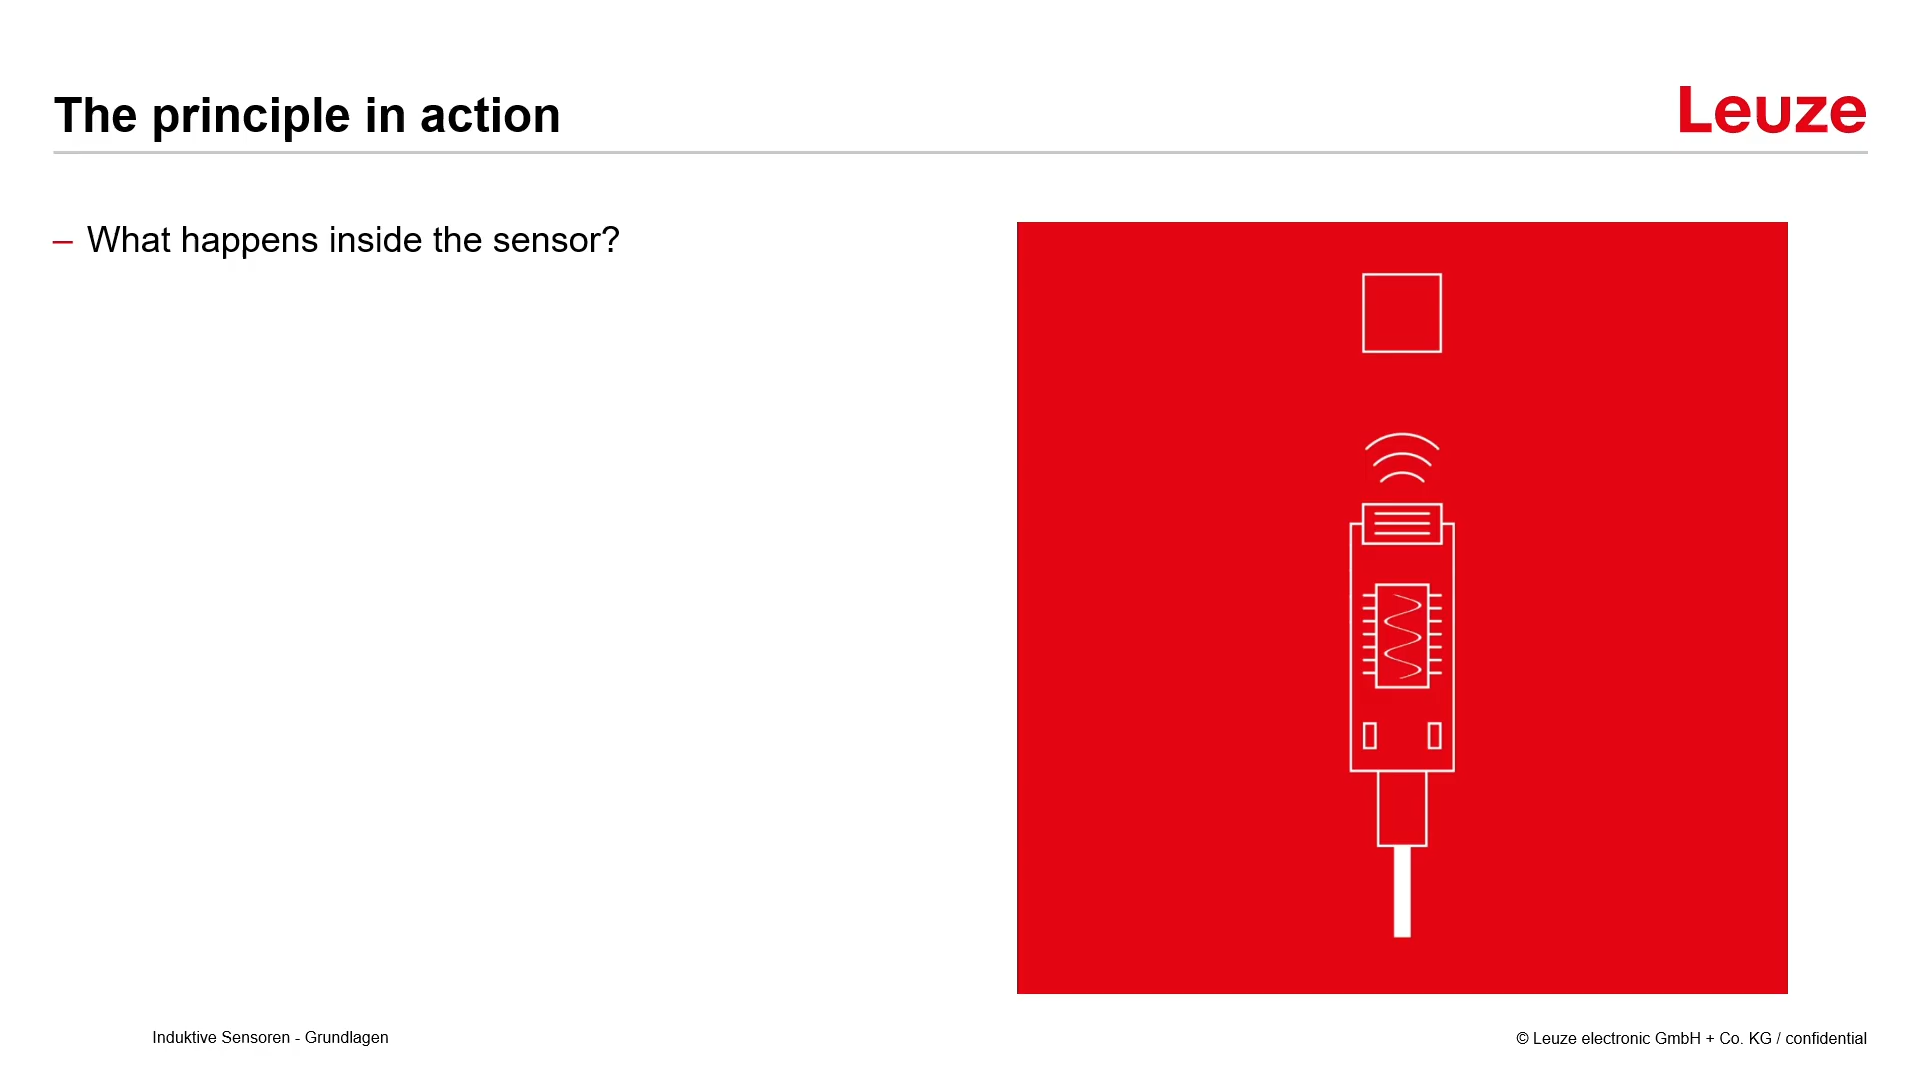 The principle in action
Leuze
– What happens inside the sensor?
Induktive Sensoren - Grundlagen
© Leuze electronic GmbH + Co. KG / confidential